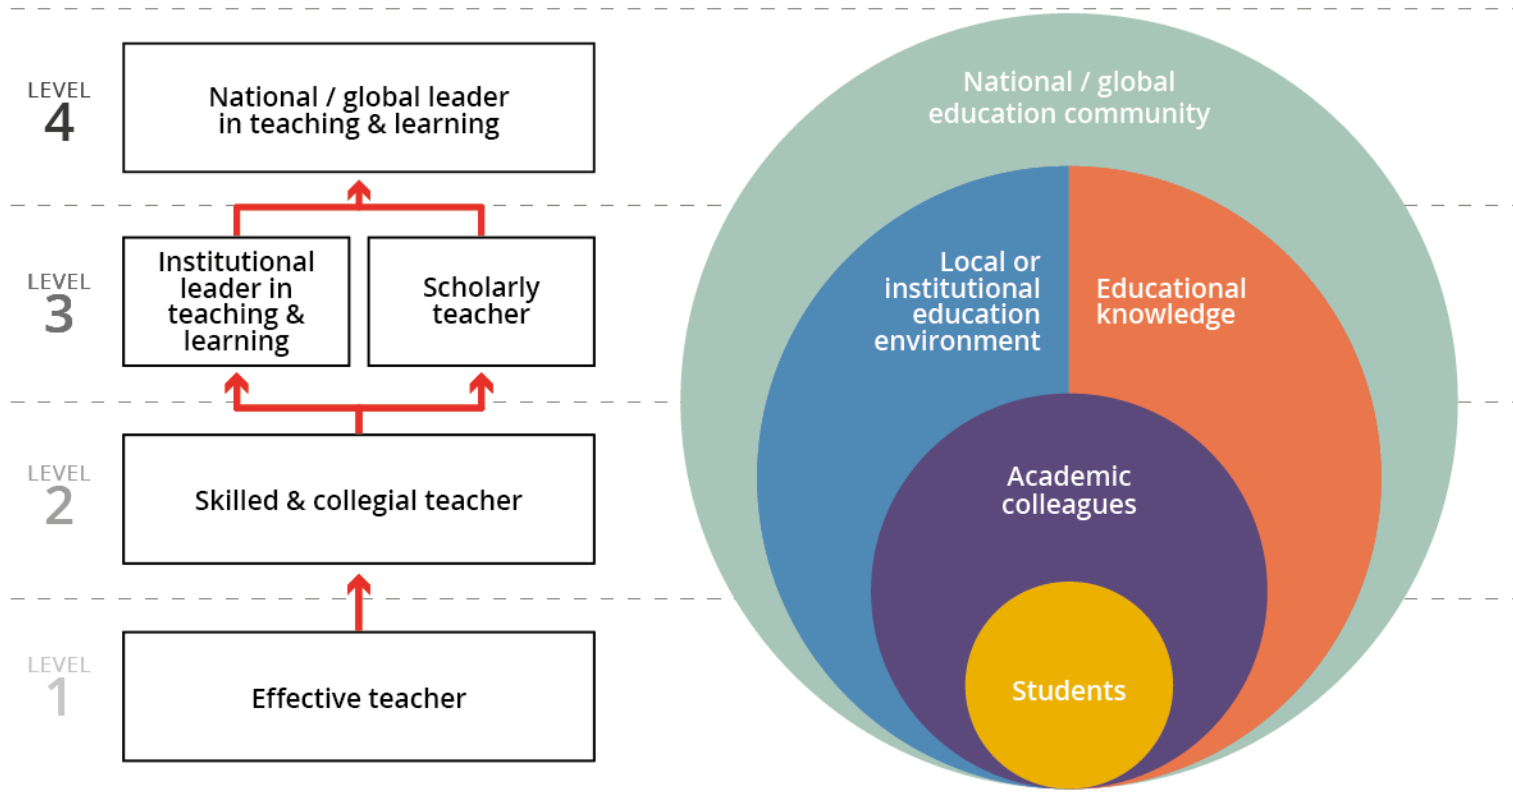 LEVEL
4
National / global leader
in teaching & learning
National / global
education community
LEVEL
3
Institutional
leader in
teaching &
learning
Scholarly
teacher
Local or
institutional
education
environment
Educational
knowledge
LEVEL
2
Skilled & collegial teacher
Academic
colleagues
LEVEL
1
Effective teacher
Students